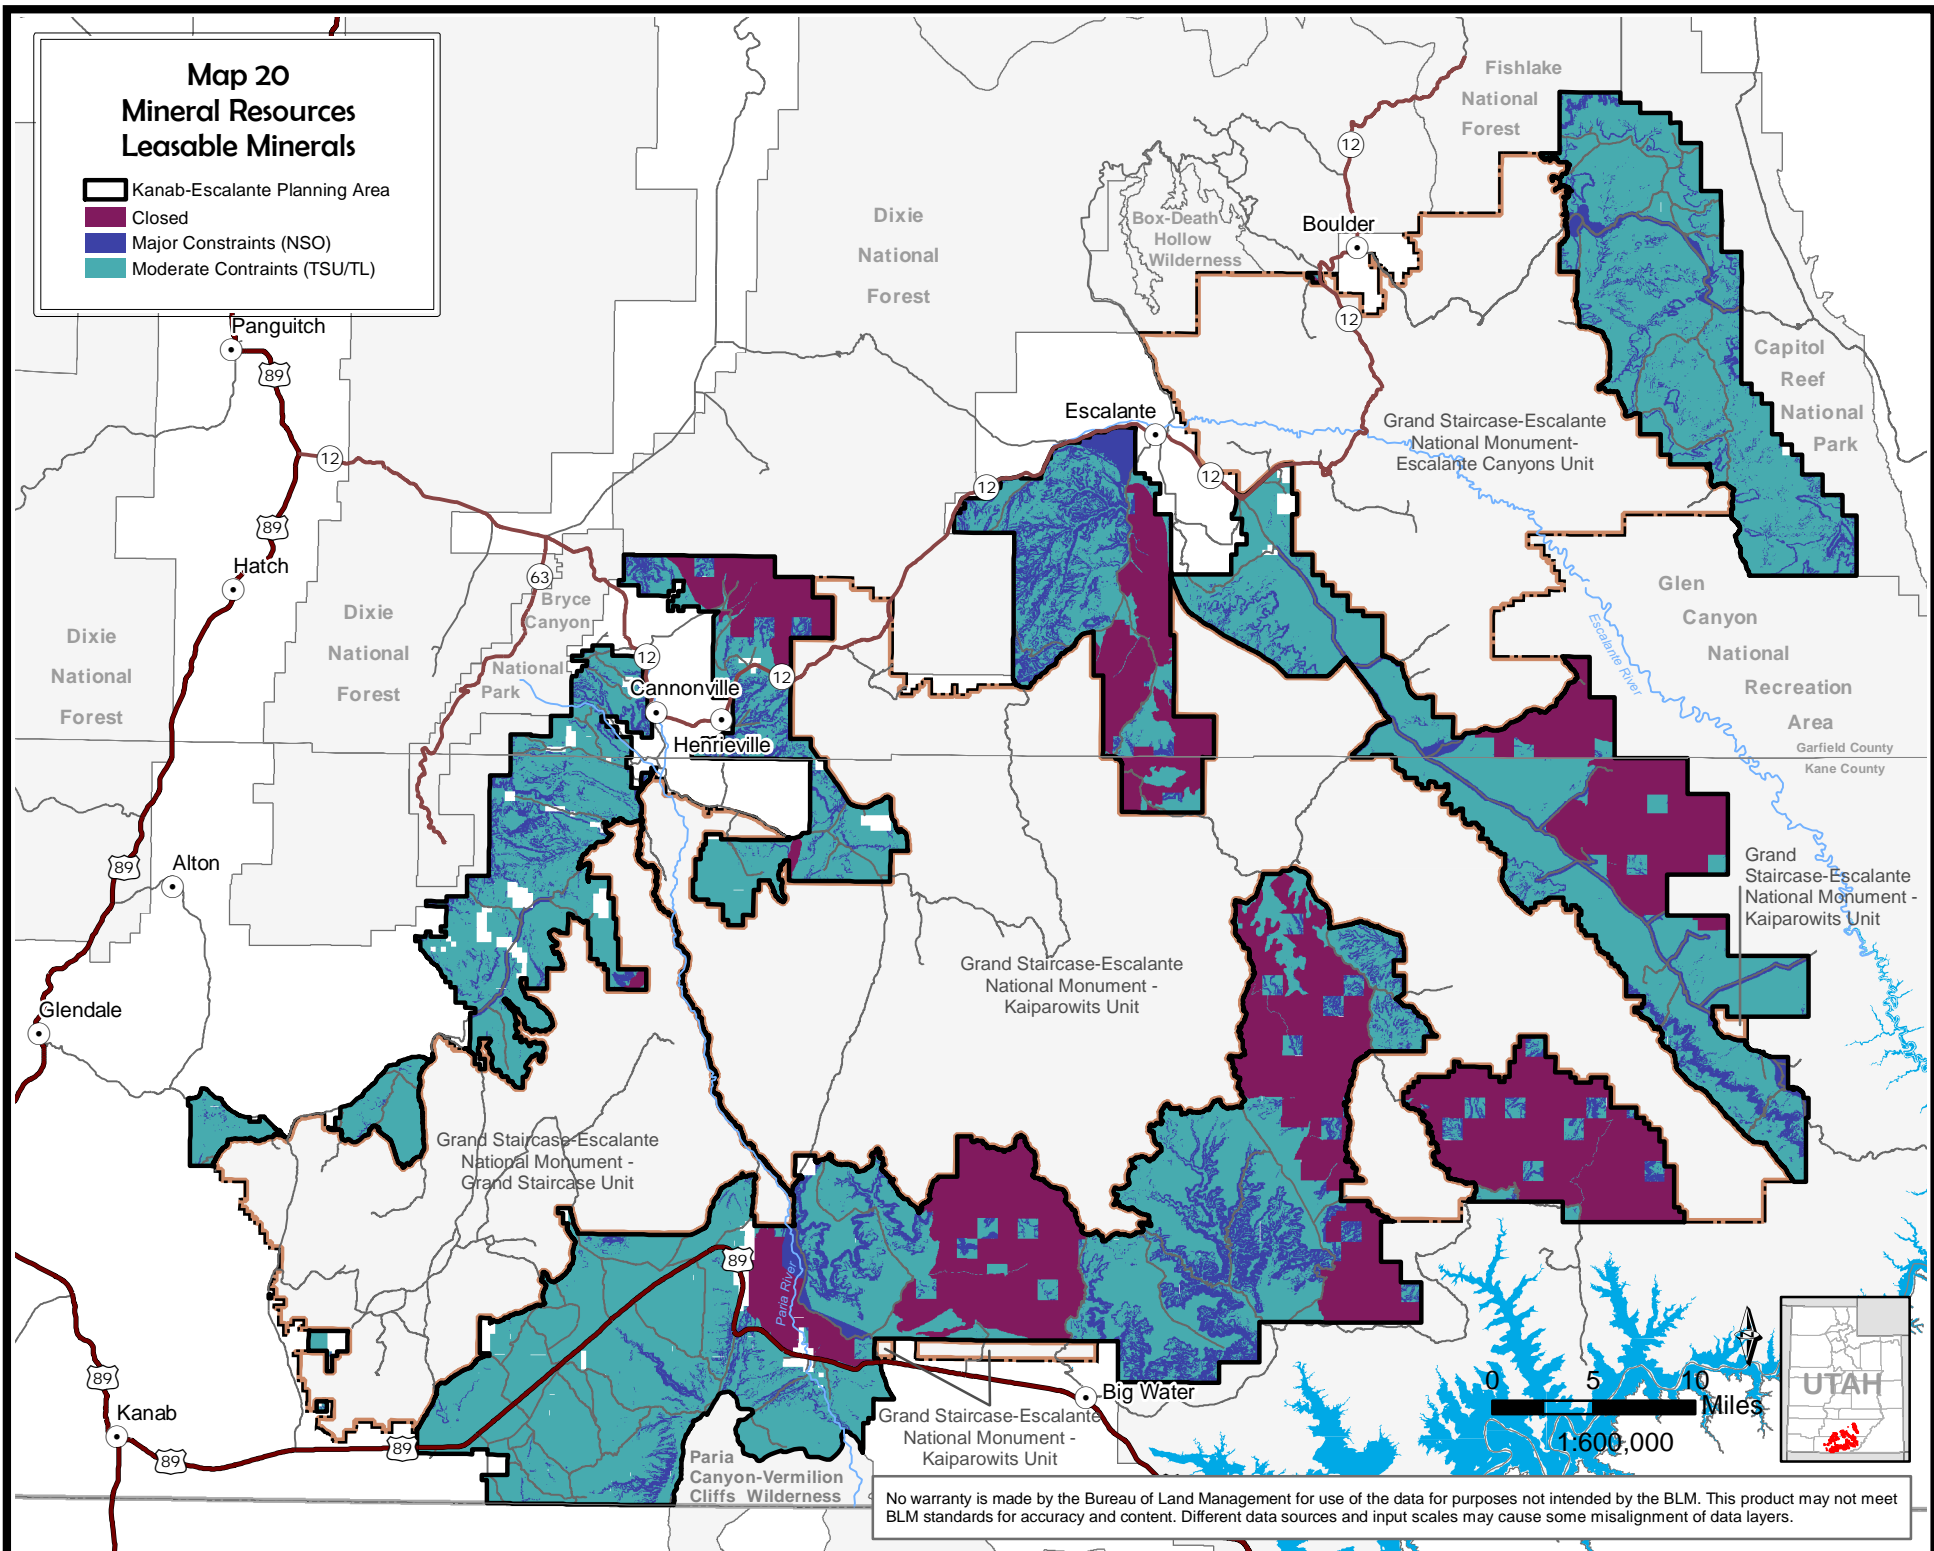 Map 20
Mineral Resources
Leasable Minerals
Kanab-Escalante Planning Area
Closed
Major Constraints (NSO)
Moderate Contraints (TSU/TL)
Fishlake
National
Forest
12
Boulder
Box-Death
Hollow
Wilderness
Dixie
National
Forest
12
Panguitch
89
Capitol
Reef
National
Park
Escalante
Grand Staircase-Escalante
National Monument-
Escalante Canyons Unit
12
12
12
89
Hatch
63
Bryce
Canyon
National
Park
Dixie
National
Forest
Dixie
National
Forest
Glen
Canyon
National
Recreation
Area
Escalante River
12
12
Cannonville
Henrieville
Garfield County
Kane County
89
Alton
Grand
Staircase-Escalante
National Monument -
Kaiparowits Unit
Grand Staircase-Escalante
National Monument -
Kaiparowits Unit
Glendale
Grand Staircase-Escalante
National Monument -
Grand Staircase Unit
89
Paria River
89
Kanab
89
89
Big Water
Grand Staircase-Escalante
National Monument -
Kaiparowits Unit
Paria
Canyon-Vermilion
Cliffs Wilderness
0 5 10
Miles
1:600,000
UTAH
No warranty is made by the Bureau of Land Management for use of the data for purposes not intended by the BLM. This product may not meet
BLM standards for accuracy and content. Different data sources and input scales may cause some misalignment of data layers.